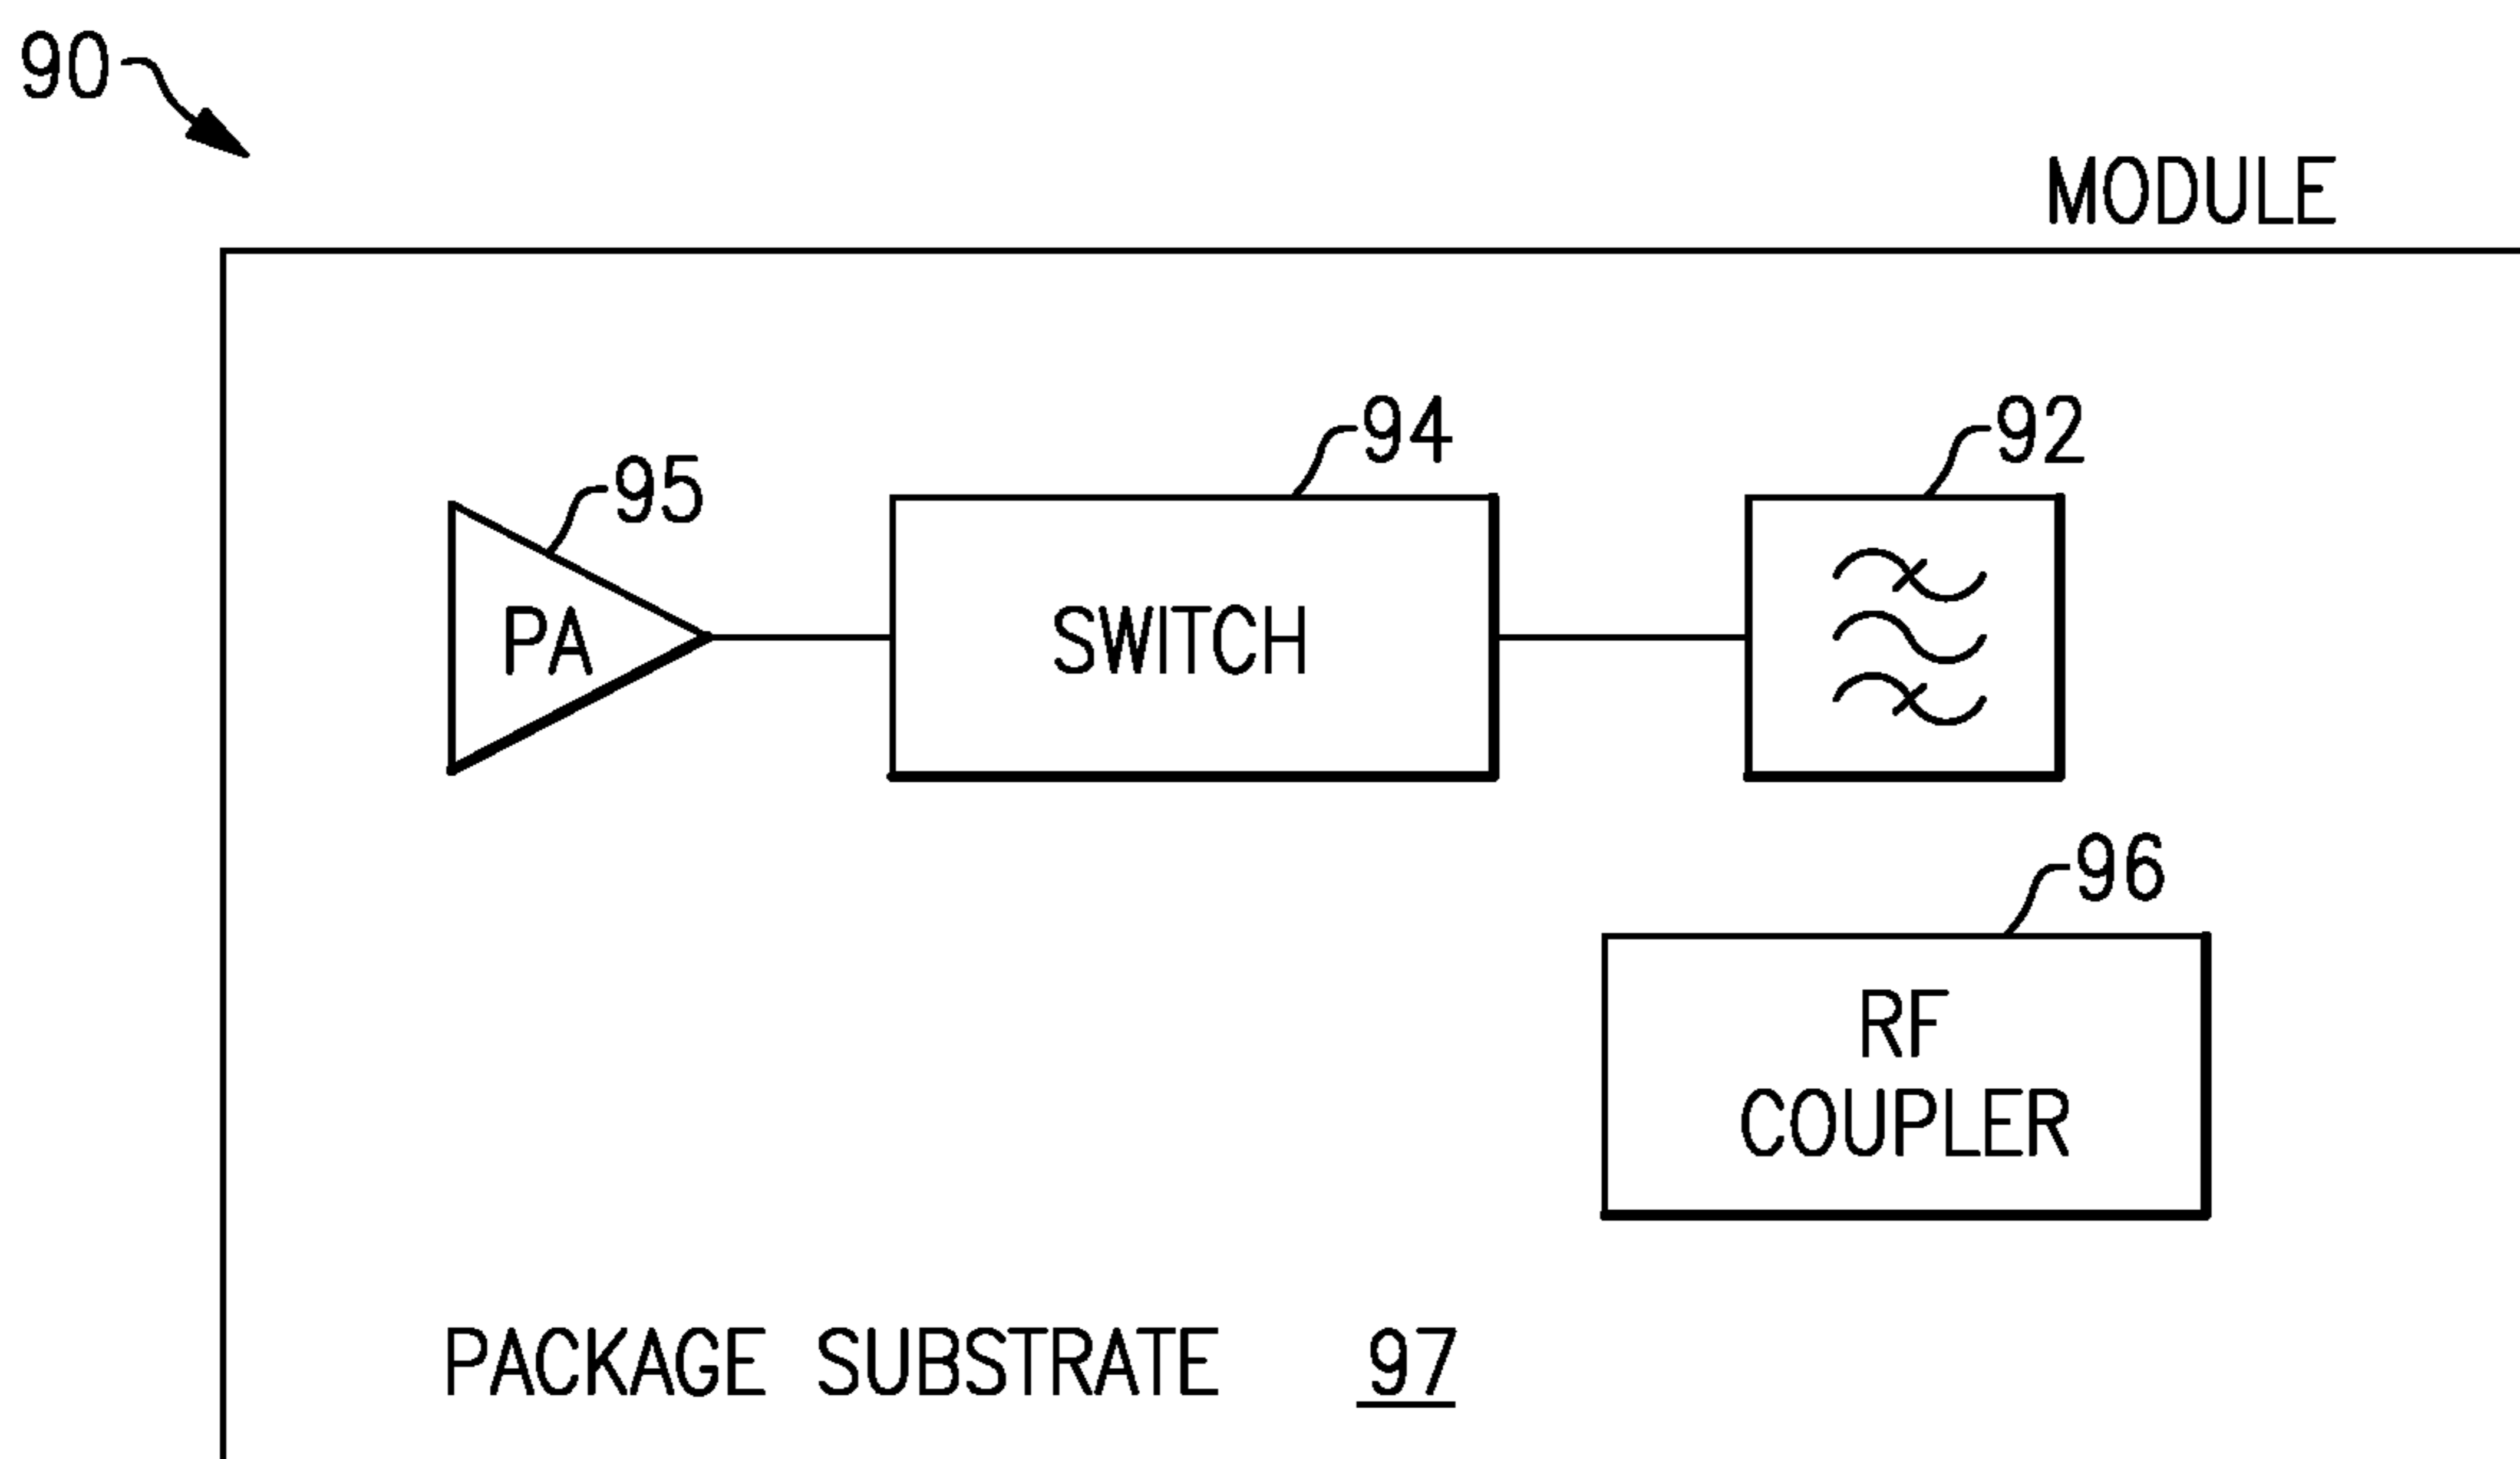 90
MODULE
94
92
95
PA
SWITCH
96
RF
COUPLER
PACKAGE SUBSTRATE 97